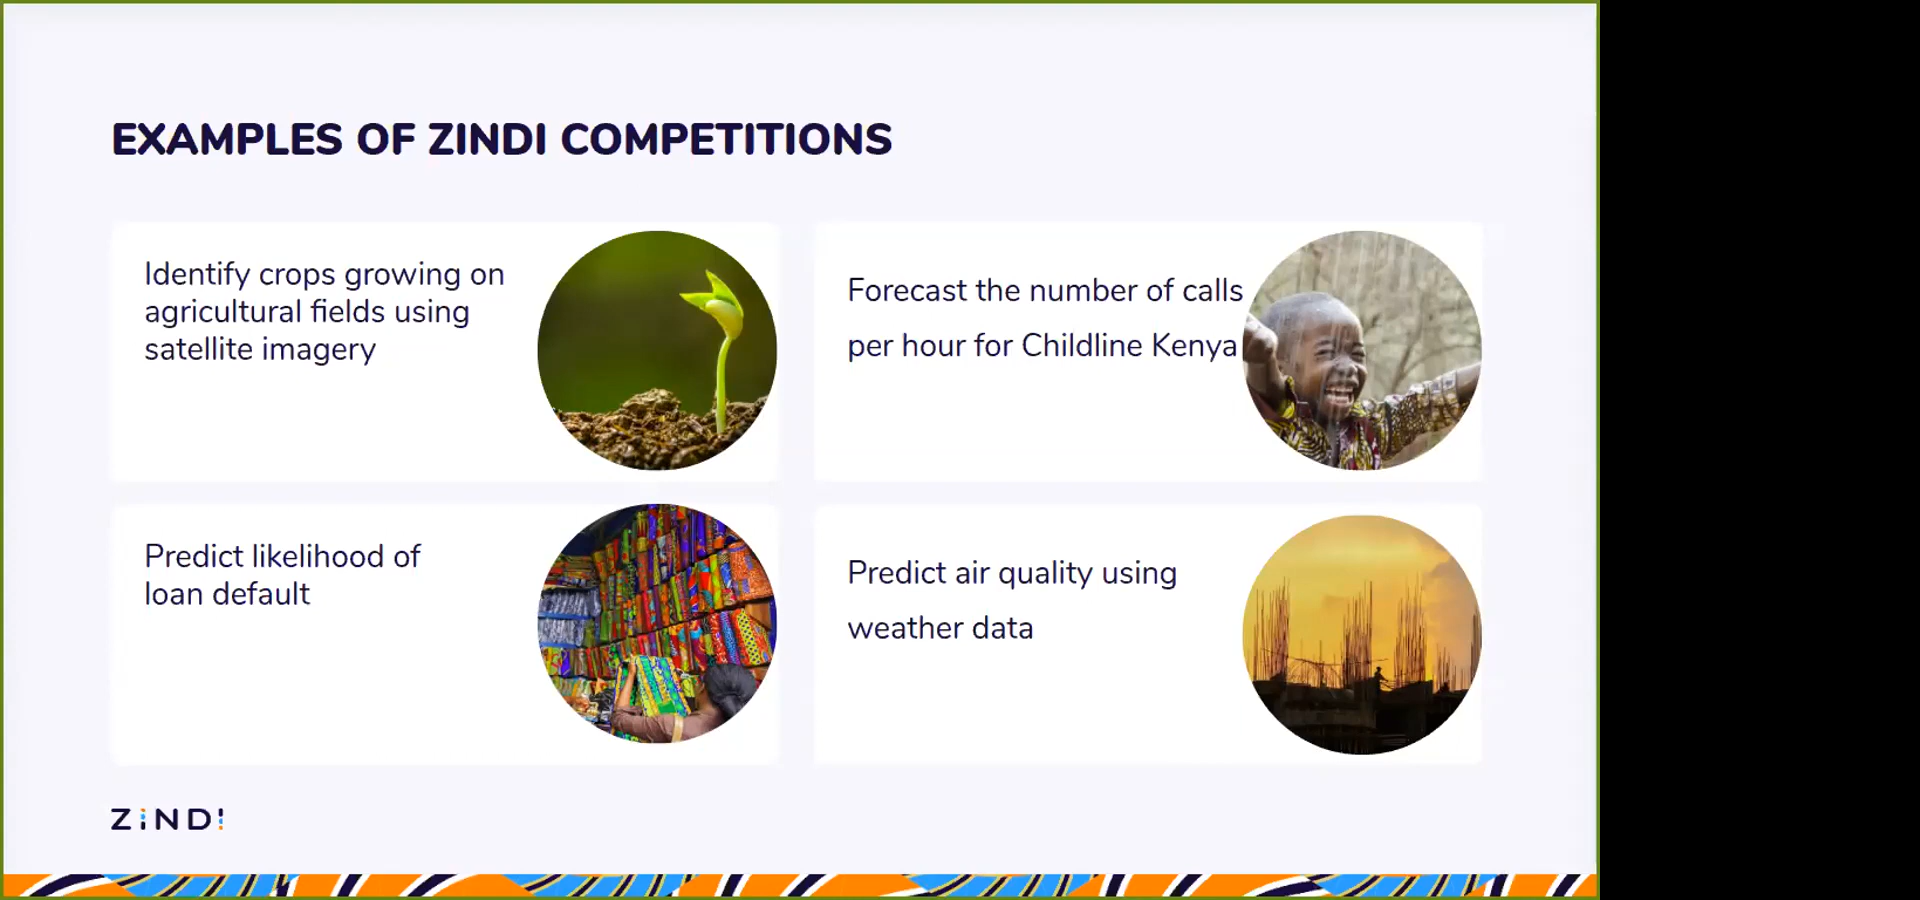 EXAMPLES OF ZINDI COMPETITIONS
Identify crops growing on
agricultural fields using
satellite imagery
Forecast the number of calls
per hour for Childline Kenya
Predict likelihood of
loan default
Predict air quality using
weather data
ZiNDi